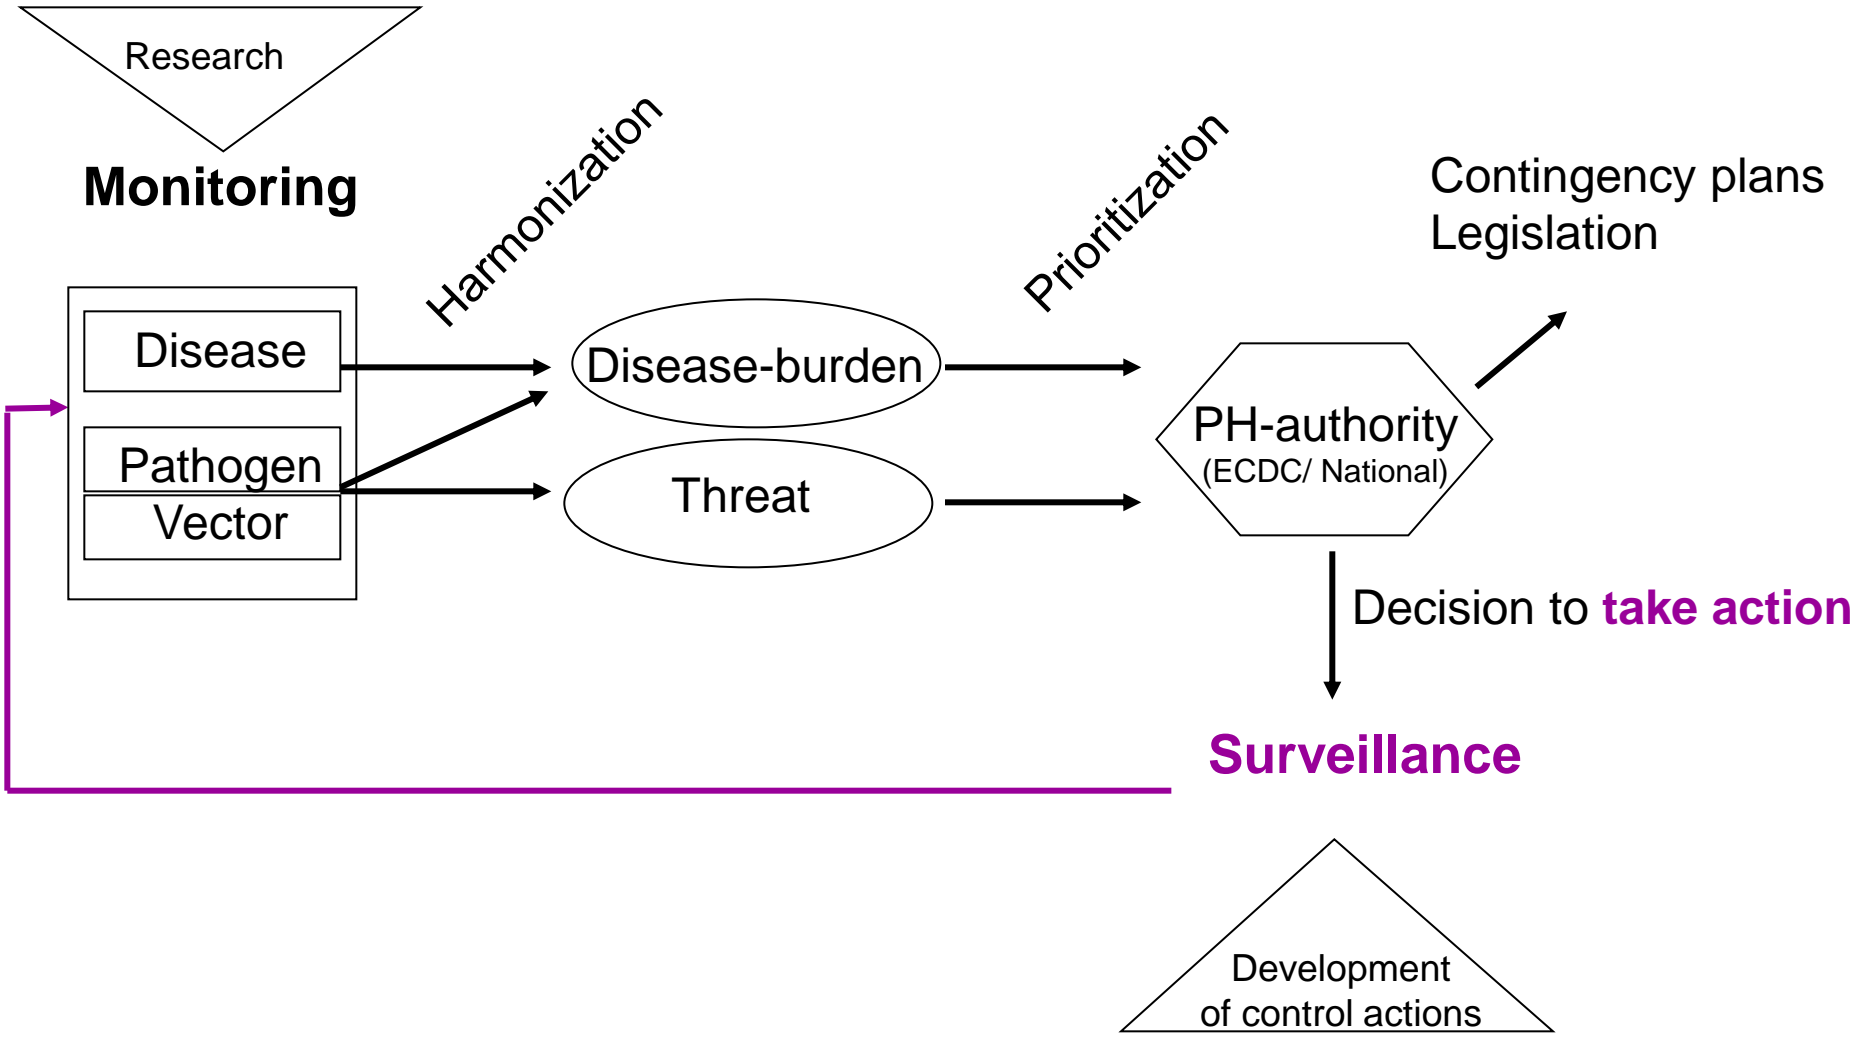 Research
Monitoring
Harmonization
Prioritization
Contingency plans
Legislation
Disease
Pathogen
Vector
Disease-burden
Threat
PH-authority
(ECDC/ National)
Decision to take action
Surveillance
Development
of control actions